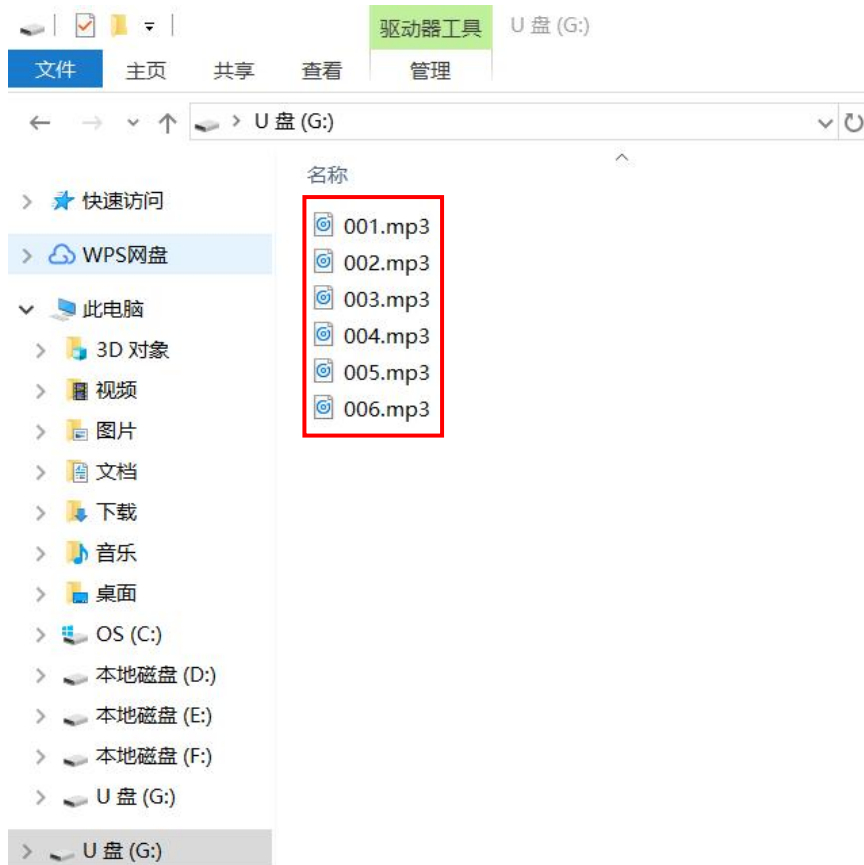 驱动器工具 U 盘 (G:)
文件 主页 共享 查看 管理
U 盘 (G:)
名称
快速访问
WPS网盘
此电脑
3D 对象
视频
图片
文档
下载
音乐
桌面
OS (C:)
本地磁盘 (D:)
本地磁盘 (E:)
本地磁盘 (F:)
U 盘 (G:)
U 盘 (G:)
001.mp3
002.mp3
003.mp3
004.mp3
005.mp3
006.mp3